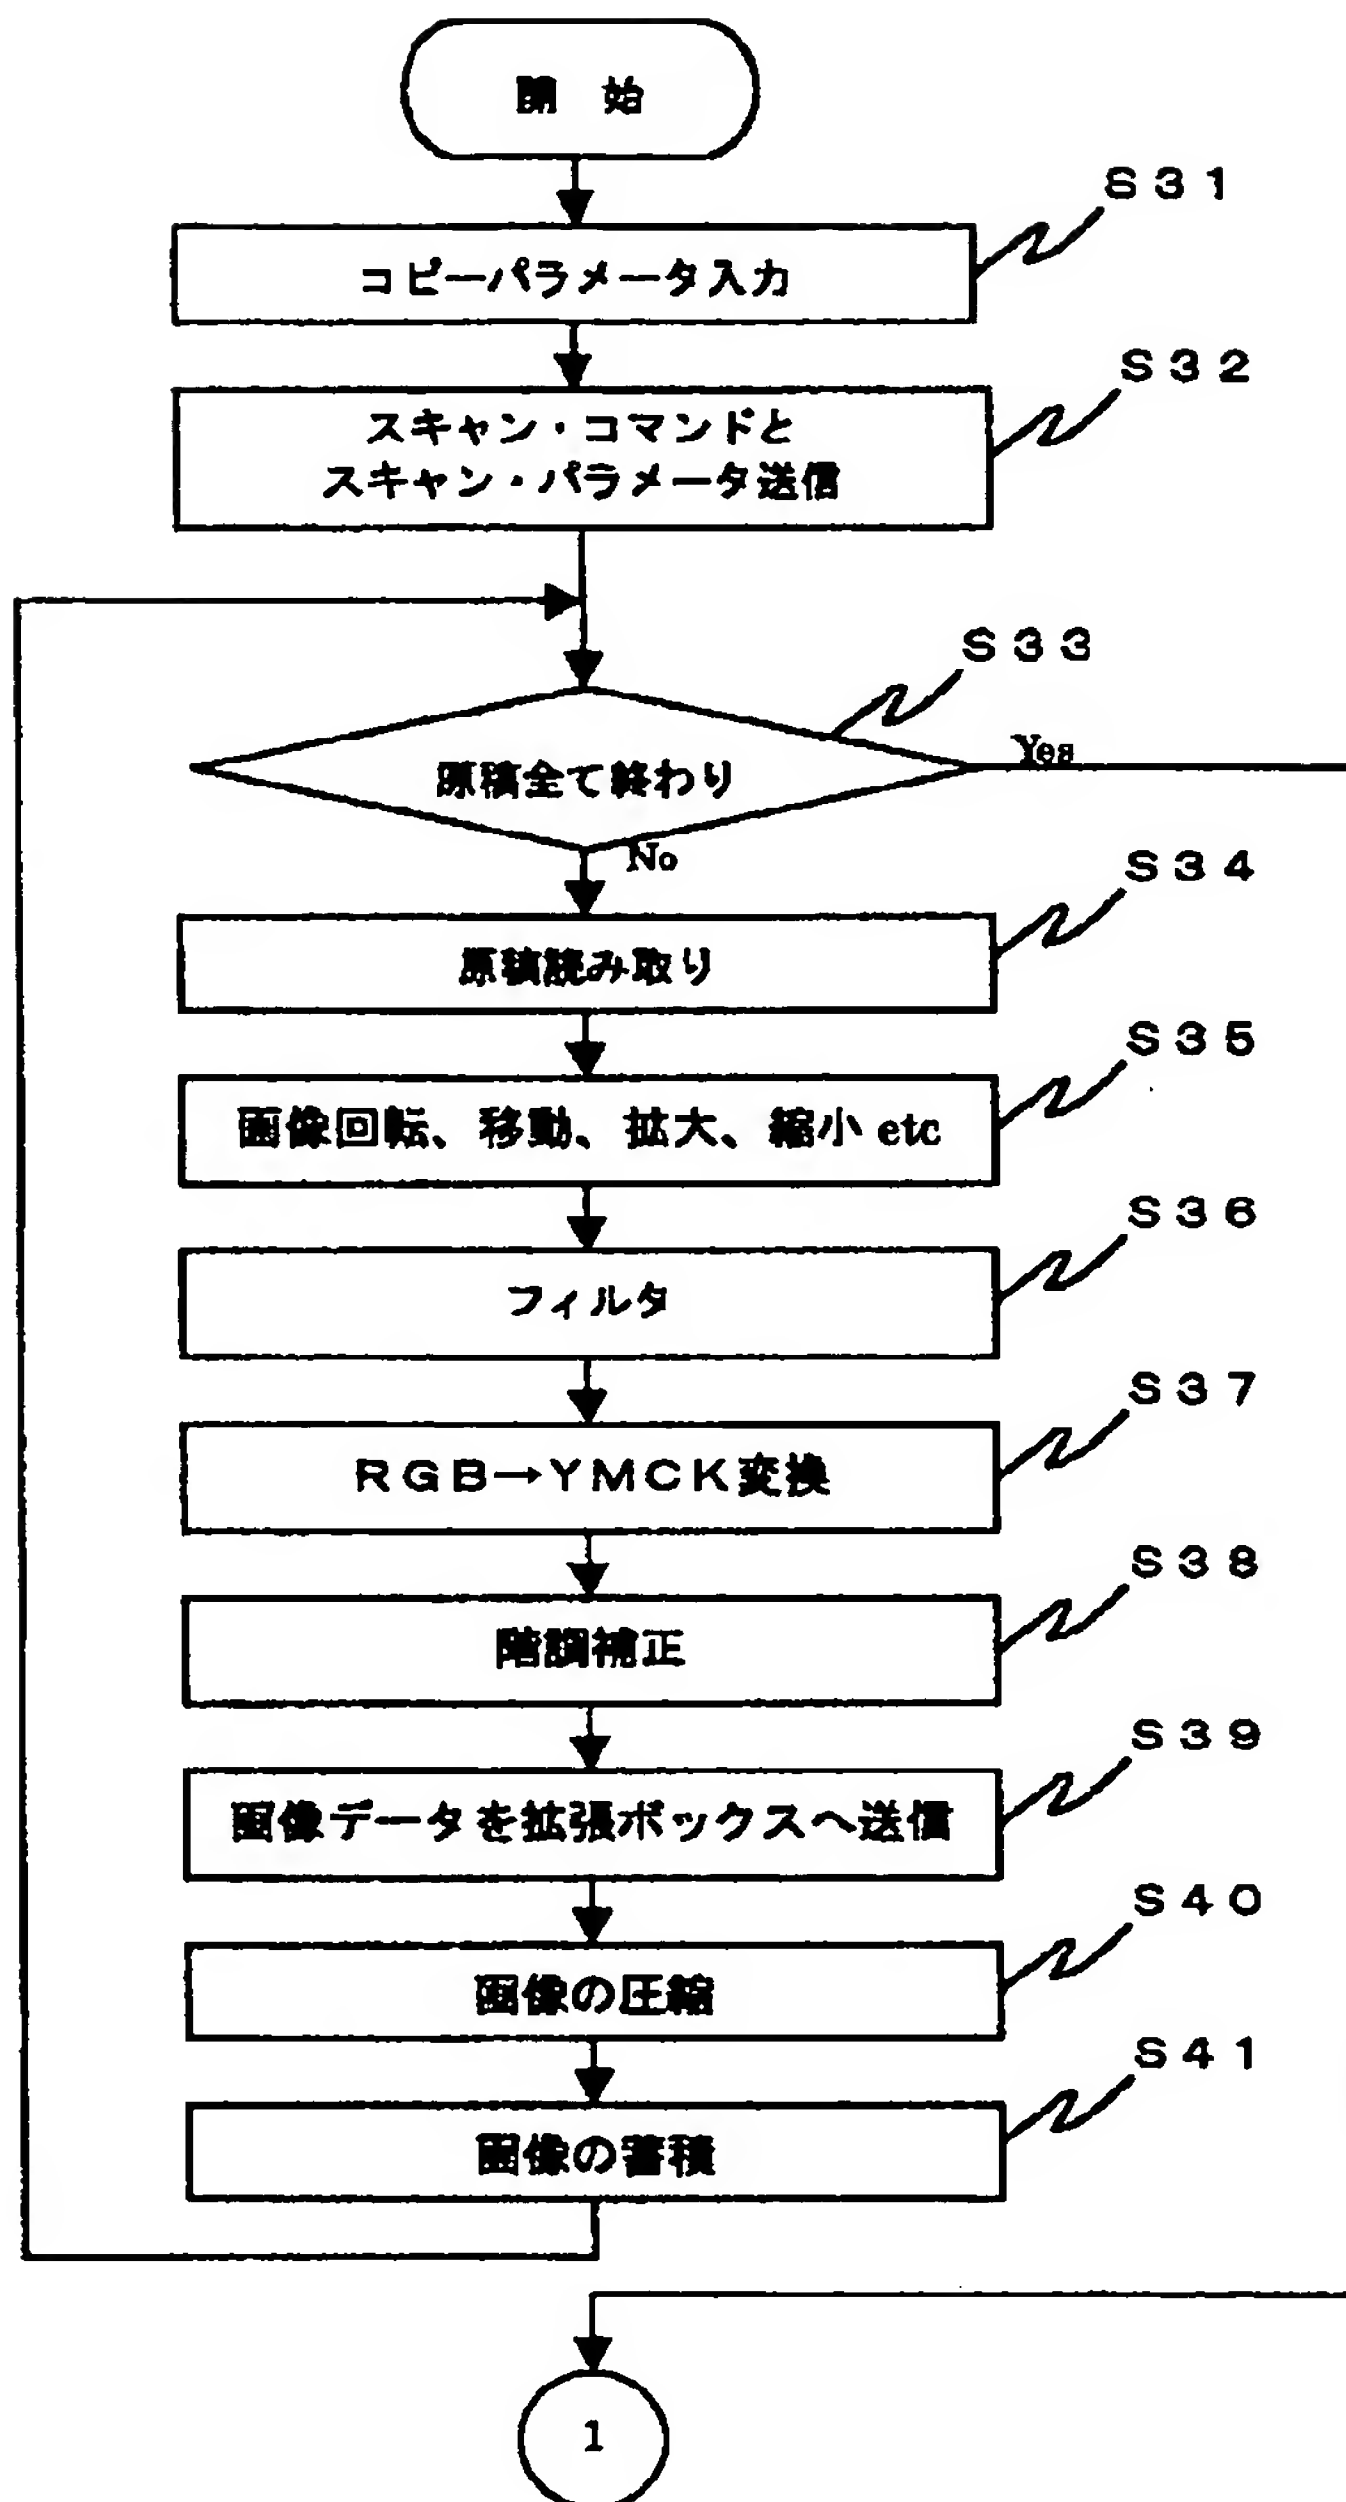 開 始
S31
コピーパラメータ入力
S32
スキャン・コマンドと
スキャン・パラメータ送信
S33
Yes
原稿全て終わり
No
S34
原稿読み取り
S35
画像回転、移動、拡大、縮小 etc
S36
フィルタ
S37
RGB→YMCK変換
S38
階調補正
S39
画像データを拡張ボックスへ送信
S40
画像の圧縮
S41
画像の蓄積
1